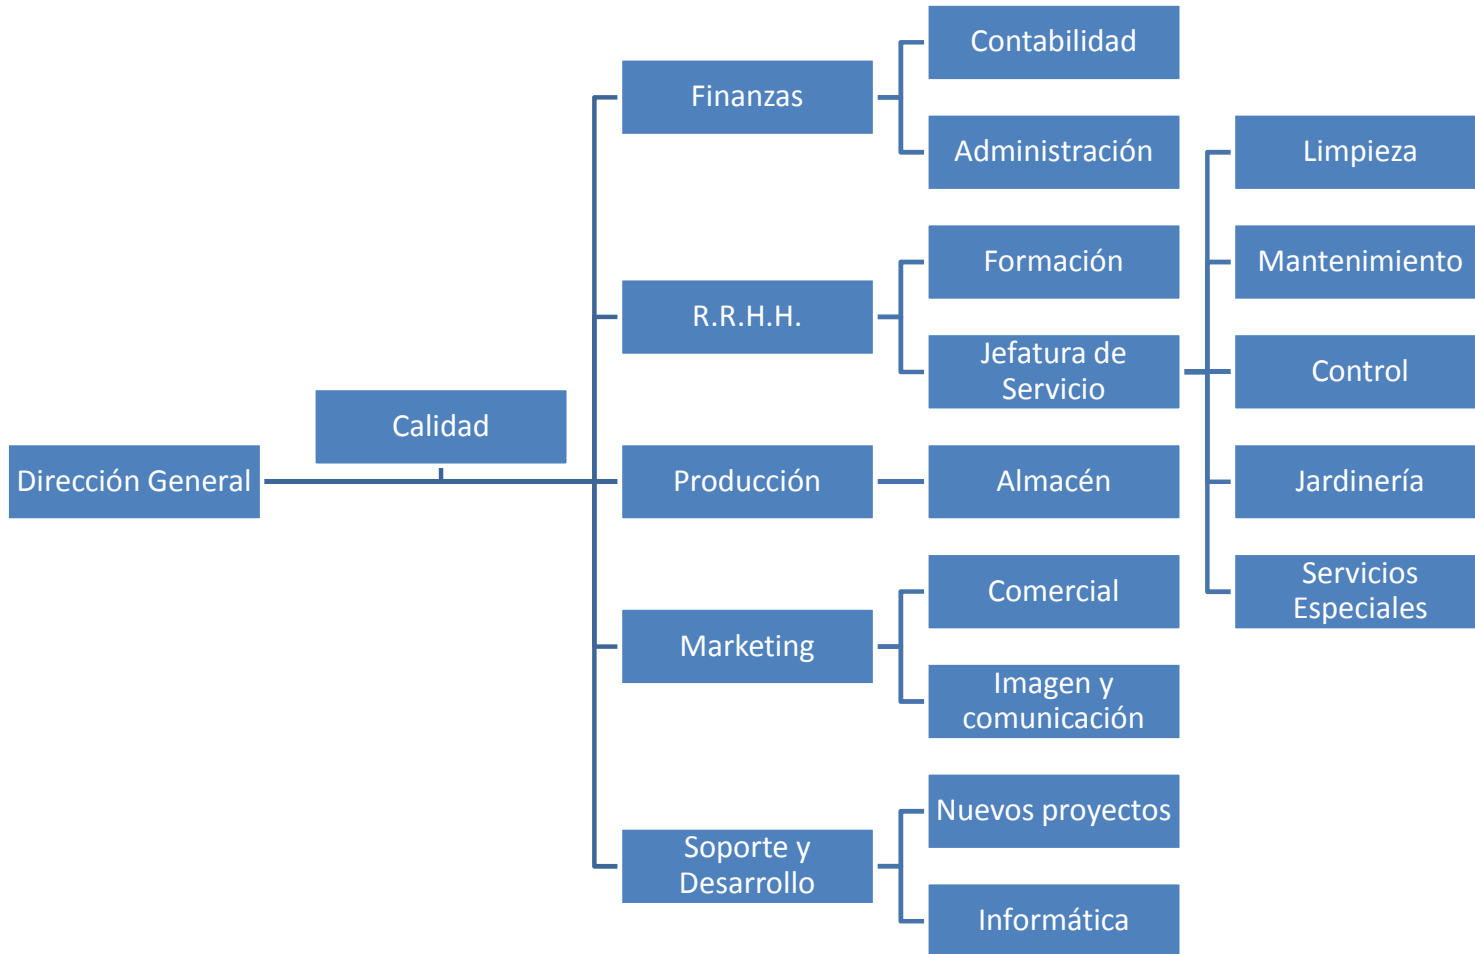 Dirección General
Calidad
Finanzas
Contabilidad
Administración
R.R.H.H.
Formación
Jefatura de
Servicio
Limpieza
Mantenimiento
Control
Jardinería
Servicios
Especiales
Producción
Almacén
Marketing
Comercial
Imagen y
comunicación
Soporte y
Desarrollo
Nuevos proyectos
Informática